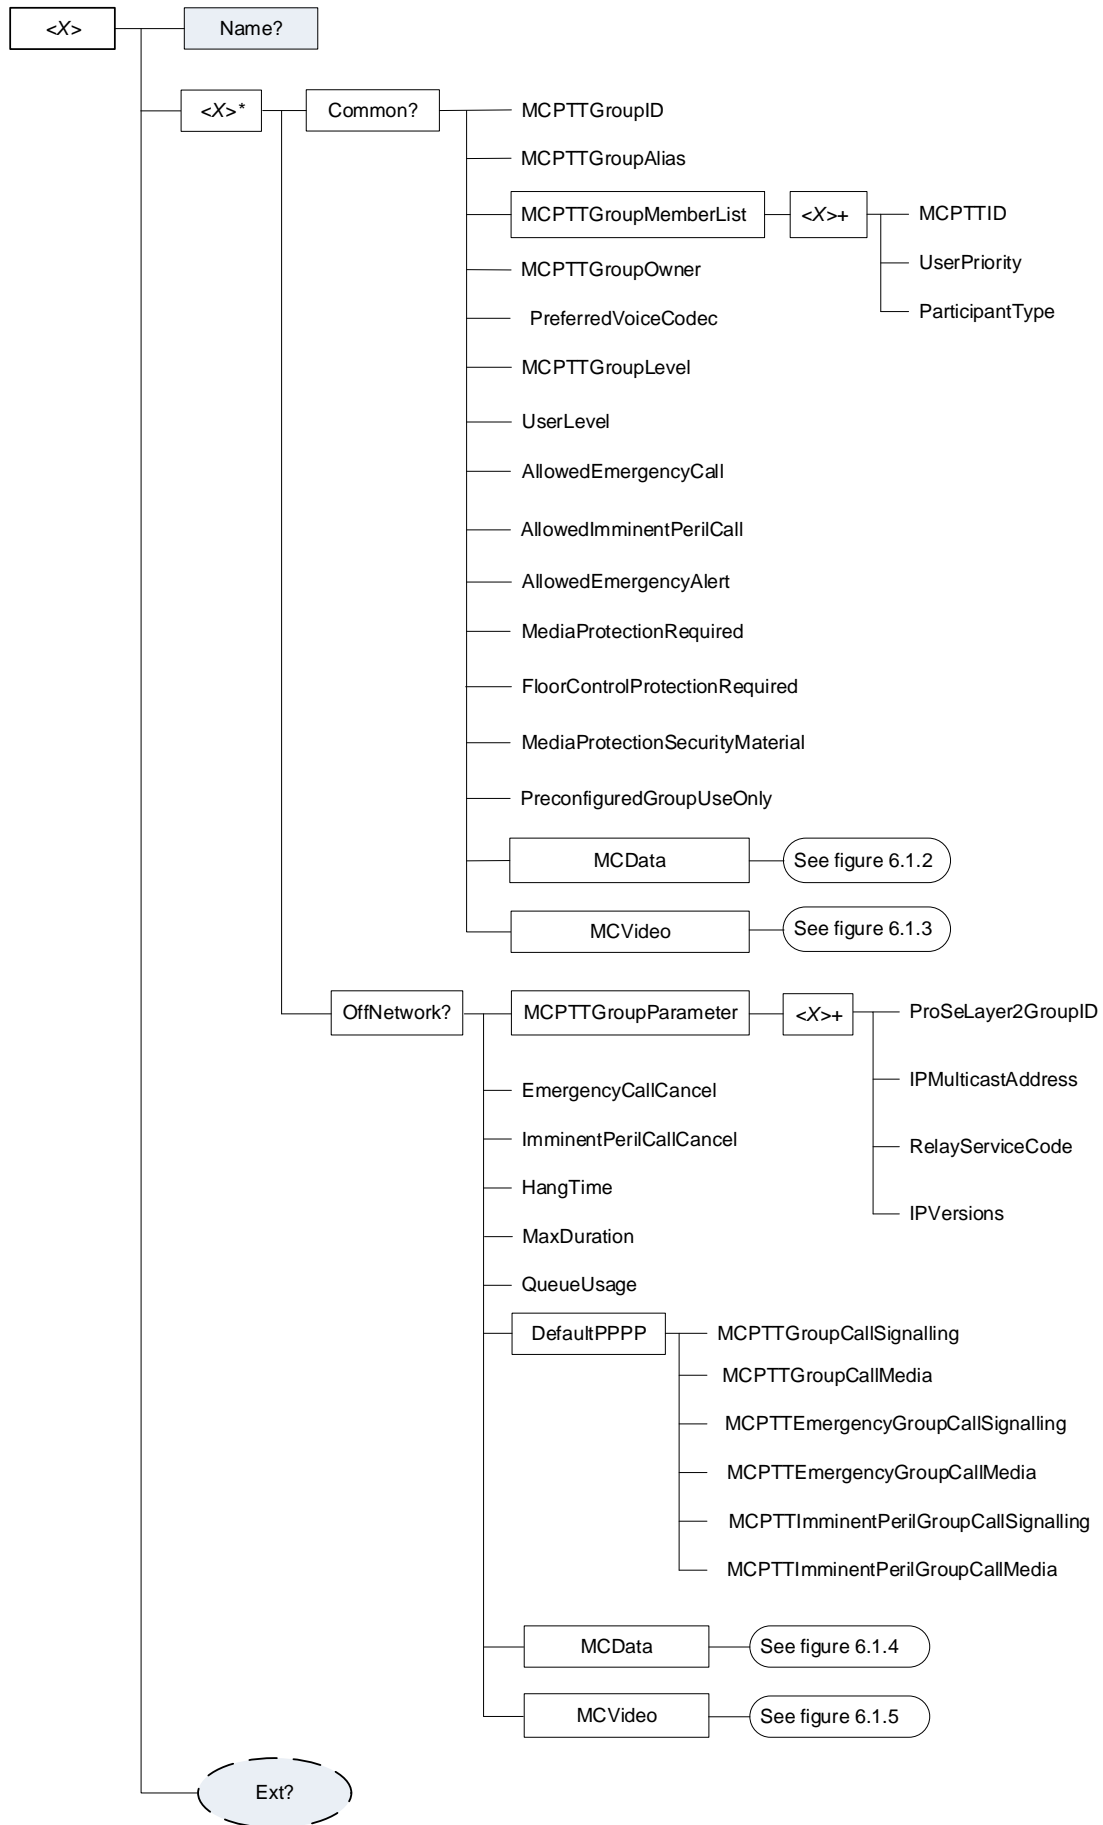 <X>
Name?
<X>*
Common?
MCPTTGroupID
MCPTTGroupAlias
MCPTTGroupMemberList
<X>+
MCPTTID
UserPriority
ParticipantType
MCPTTGroupOwner
PreferredVoiceCodec
MCPTTGroupLevel
UserLevel
AllowedEmergencyCall
AllowedImminentPerilCall
AllowedEmergencyAlert
MediaProtectionRequired
FloorControlProtectionRequired
MediaProtectionSecurityMaterial
PreconfiguredGroupUseOnly
MCData
See figure 6.1.2
MCVideo
See figure 6.1.3
OffNetwork?
MCPTTGroupParameter
<X>+
ProSeLayer2GroupID
IPMulticastAddress
RelayServiceCode
IPVersions
EmergencyCallCancel
ImminentPerilCallCancel
HangTime
MaxDuration
QueueUsage
DefaultPPPP
MCPTTGroupCallSignalling
MCPTTGroupCallMedia
MCPTTEmergencyGroupCallSignalling
MCPTTEmergencyGroupCallMedia
MCPTTImminentPerilGroupCallSignalling
MCPTTImminentPerilGroupCallMedia
MCData
See figure 6.1.4
MCVideo
See figure 6.1.5
Ext?